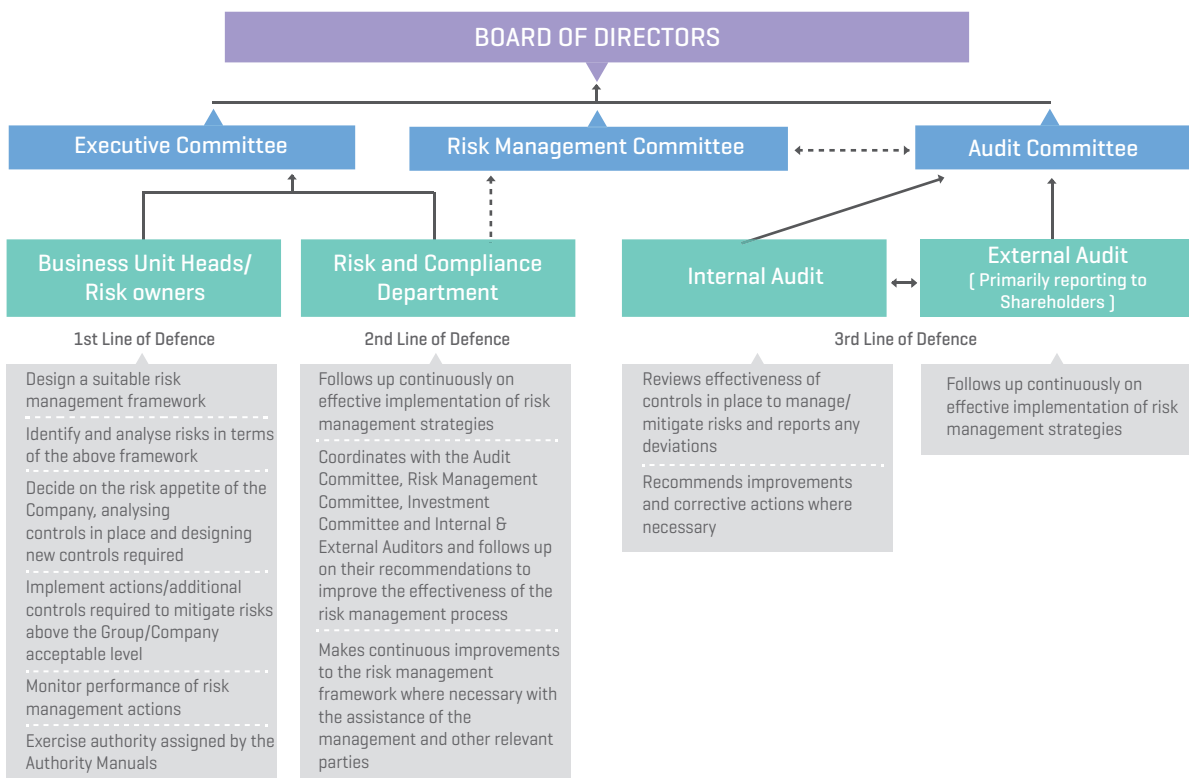 BOARD OF DIRECTORS
Executive Committee
Risk Management Committee
Audit Committee
Business Unit Heads/
Risk owners
Risk and Compliance
Department
Internal Audit
External Audit
[ Primarily reporting to
Shareholders ]
1st Line of Defence
2nd Line of Defence
3rd Line of Defence
Design a suitable risk
management framework
Identify and analyse risks in terms
of the above framework
Decide on the risk appetite of the
Company, analysing
controls in place and designing
new controls required
Implement actions/additional
controls required to mitigate risks
above the Group/Company
acceptable level
Monitor performance of risk
management actions
Exercise authority assigned by the
Authority Manuals
Follows up continuously on
effective implementation of risk
management strategies
Coordinates with the Audit
Committee, Risk Management
Committee, Investment
Committee and Internal &
External Auditors and follows up
on their recommendations to
improve the effectiveness of the
risk management process
Makes continuous improvements
to the risk management
framework where necessary with
the assistance of the
management and other relevant
parties
Reviews effectiveness of
controls in place to manage/
mitigate risks and reports any
deviations
Recommends improvements
and corrective actions where
necessary
Follows up continuously on
effective implementation of risk
management strategies